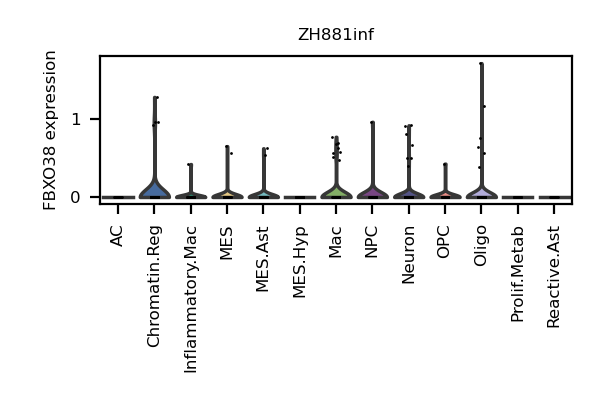 ZH881inf
FBXO38 expression
1
0
AC
Chromatin.Reg
Inflammatory.Mac
MES
MES.Ast
MES.Hyp
Mac
NPC
Neuron
OPC
Oligo
Prolif.Metab
Reactive.Ast